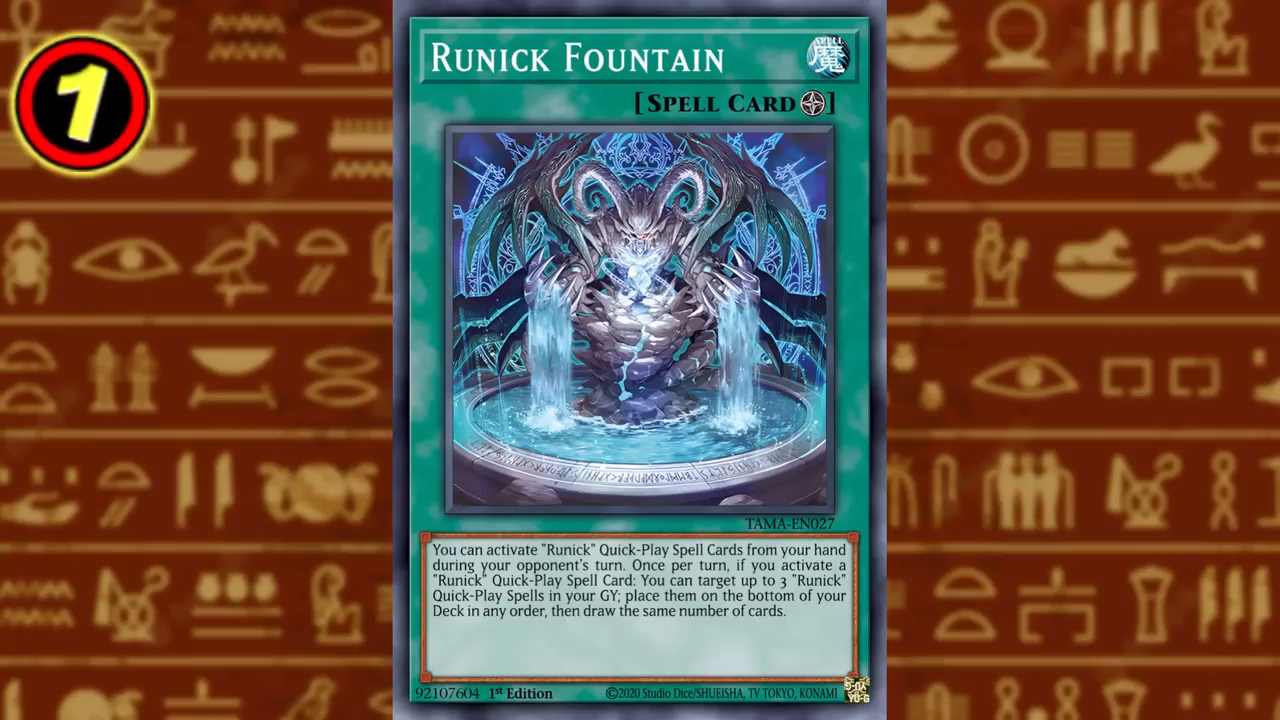 1
RUNICK FOUNTAIN
SPELL
魔
[SPELL CARD]
TAMA-EN027
You can activate "Runick" Quick-Play Spell Cards from your hand
during your opponent's turn. Once per turn, if you activate a
"Runick" Quick-Play Spell Card: You can target up to 3 "Runick"
Quick-Play Spells in your GY; place them on the bottom of your
Deck in any order, then draw the same number of cards.
92107604 1st Edition ©2020 Studio Dice/SHUEISHA, TV TOKYO, KONAMI